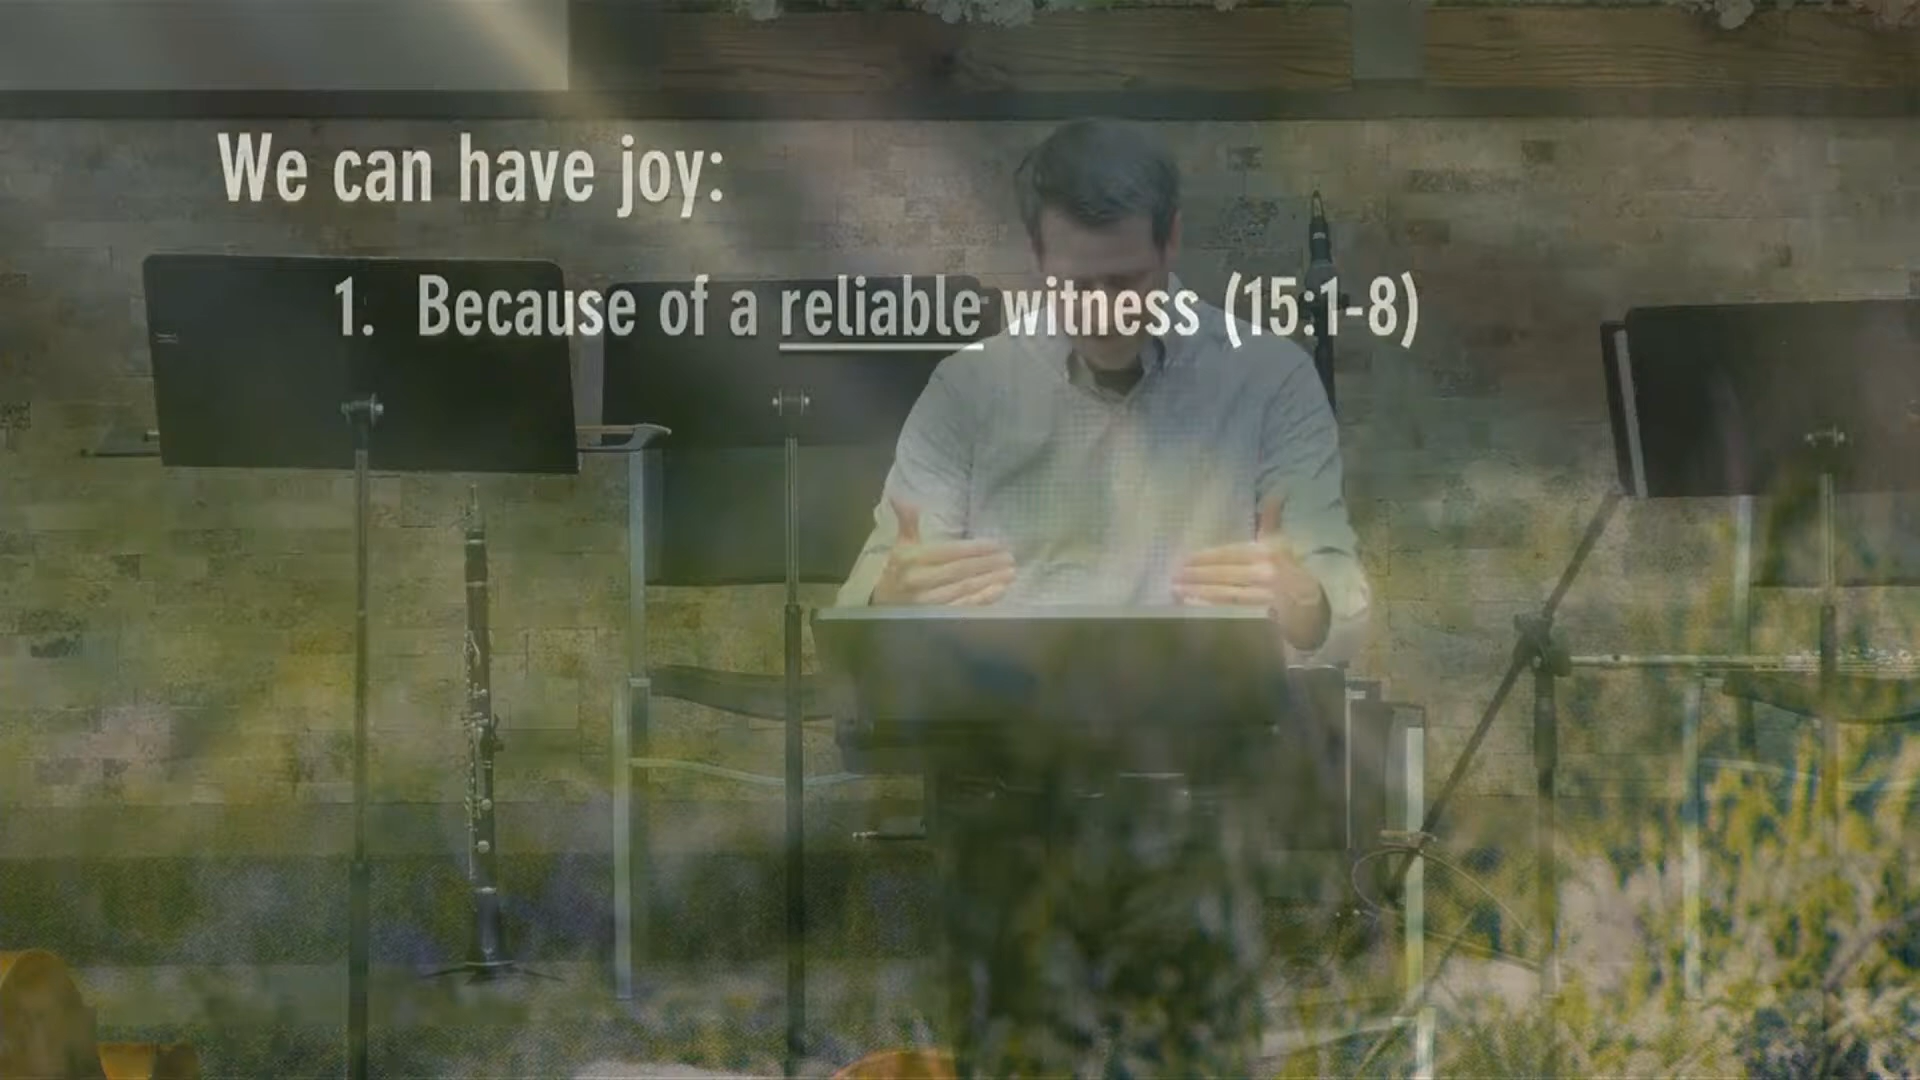 We can have joy:
1. Because of a reliable witness (15:1-8)